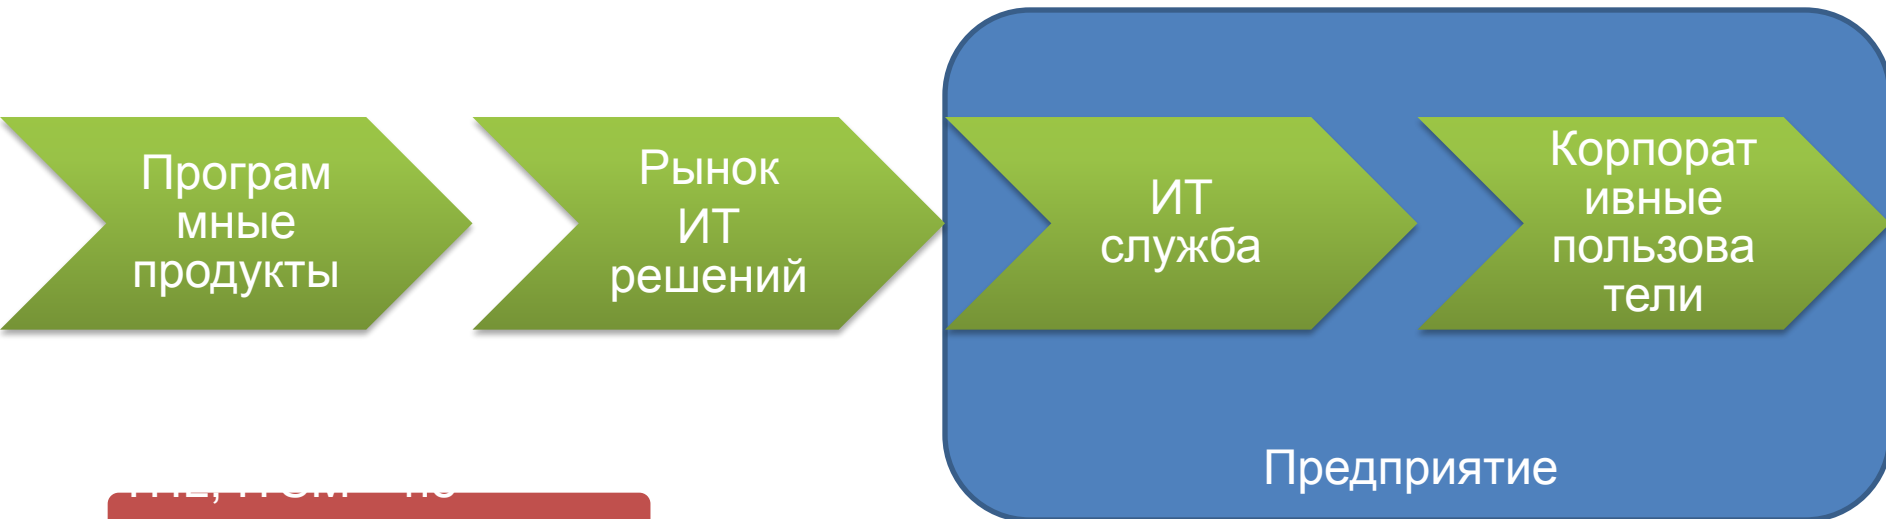 Програм
мные
продукты
Рынок
ИТ
решений
ИТ
служба
Корпорат
ивные
пользова
тели
Предприятие